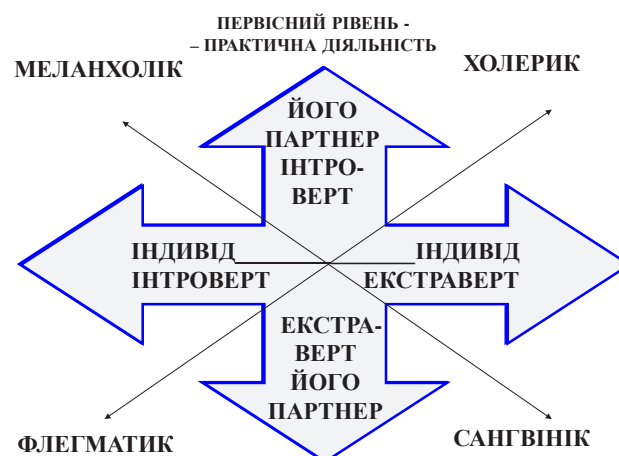 ПЕРВІСНИЙ РІВЕНЬ -
– ПРАКТИЧНА ДІЯЛЬНІСТЬ
МЕЛАНХОЛІК
ХОЛЕРИК
ЙОГО
ПАРТНЕР
ІНТРО-
ВЕРТ
ІНДИВІД
ІНТРОВЕРТ
ІНДИВІД
ЕКСТРАВЕРТ
ЕКСТРА-
ВЕРТ
ЙОГО
ПАРТНЕР
ФЛЕГМАТИК
САНГВІНІК